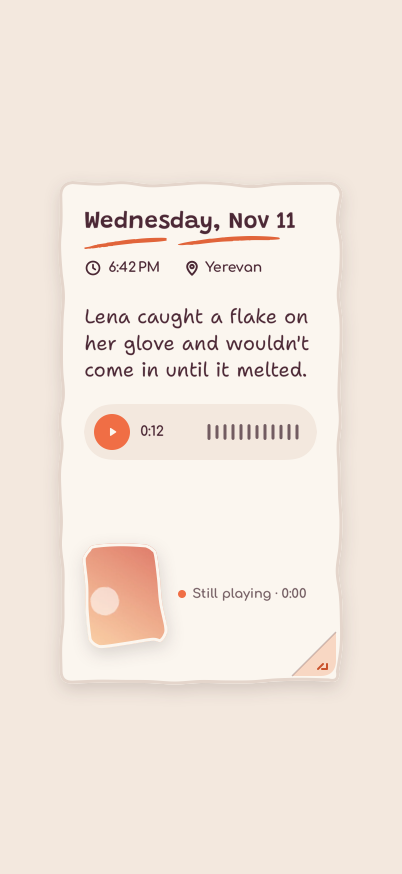 Wednesday, Nov 11
6:42 PM Yerevan
Lena caught a flake on
her glove and wouldn't
come in until it melted.
0:12
Still playing · 0:00